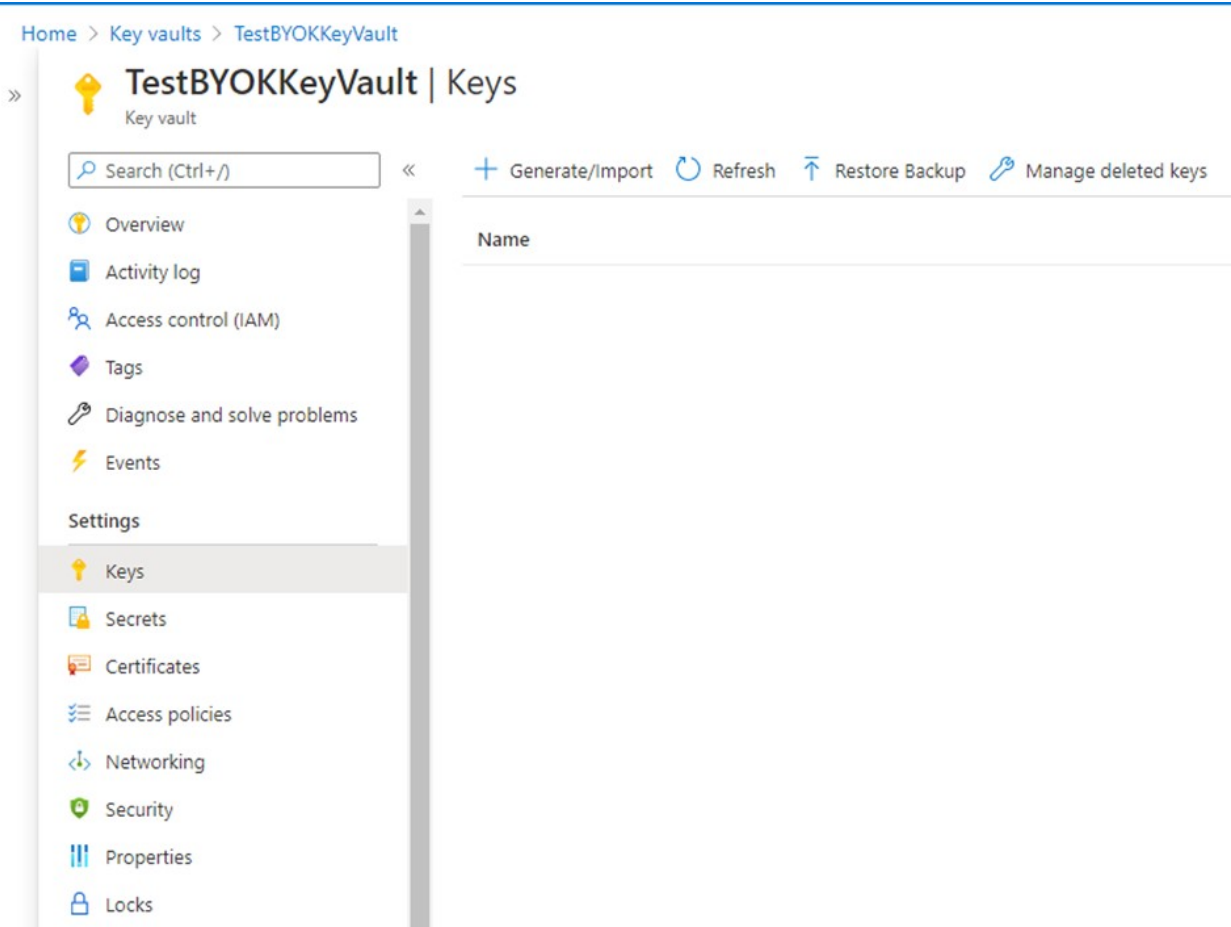 Home > Key vaults > TestBYOKKeyVault
TestBYOKKeyVault | Keys
Key vault
Search (Ctrl+/)
Generate/Import Refresh Restore Backup Manage deleted keys
Overview
Name
Activity log
Access control (IAM)
Tags
Diagnose and solve problems
Events
Settings
Keys
Secrets
Certificates
Access policies
Networking
Security
Properties
Locks